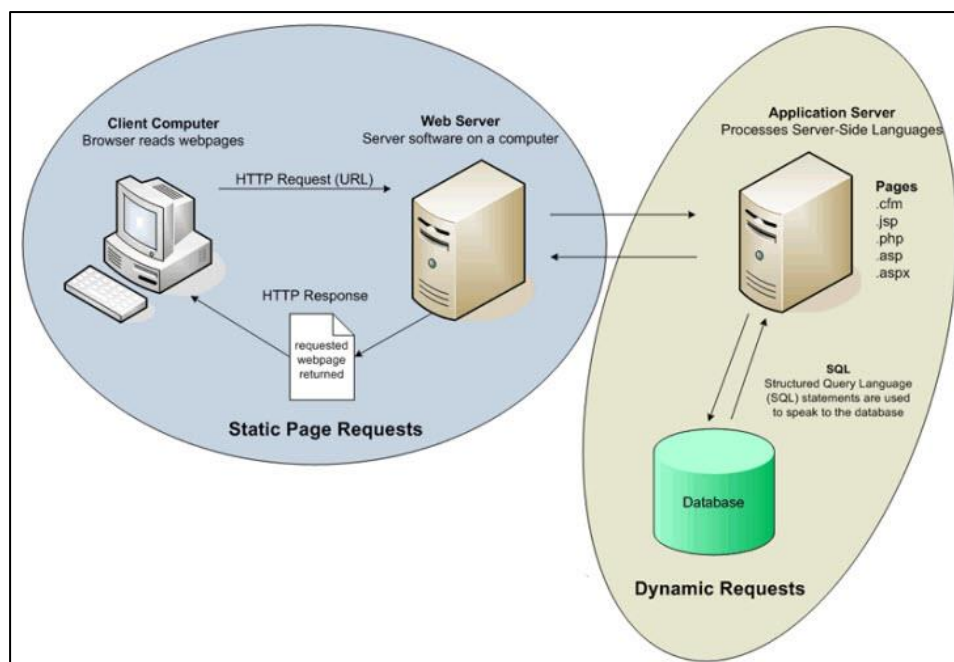 Client Computer
Browser reads webpages
Web Server
Server software on a computer
HTTP Request (URL)
HTTP Response
requested
webpage
returned
Static Page Requests
Application Server
Processes Server-Side Languages
Pages
.cfm
.jsp
.php
.asp
.aspx
SQL
Structured Query Language
(SQL) statements are used
to speak to the database
Database
Dynamic Requests